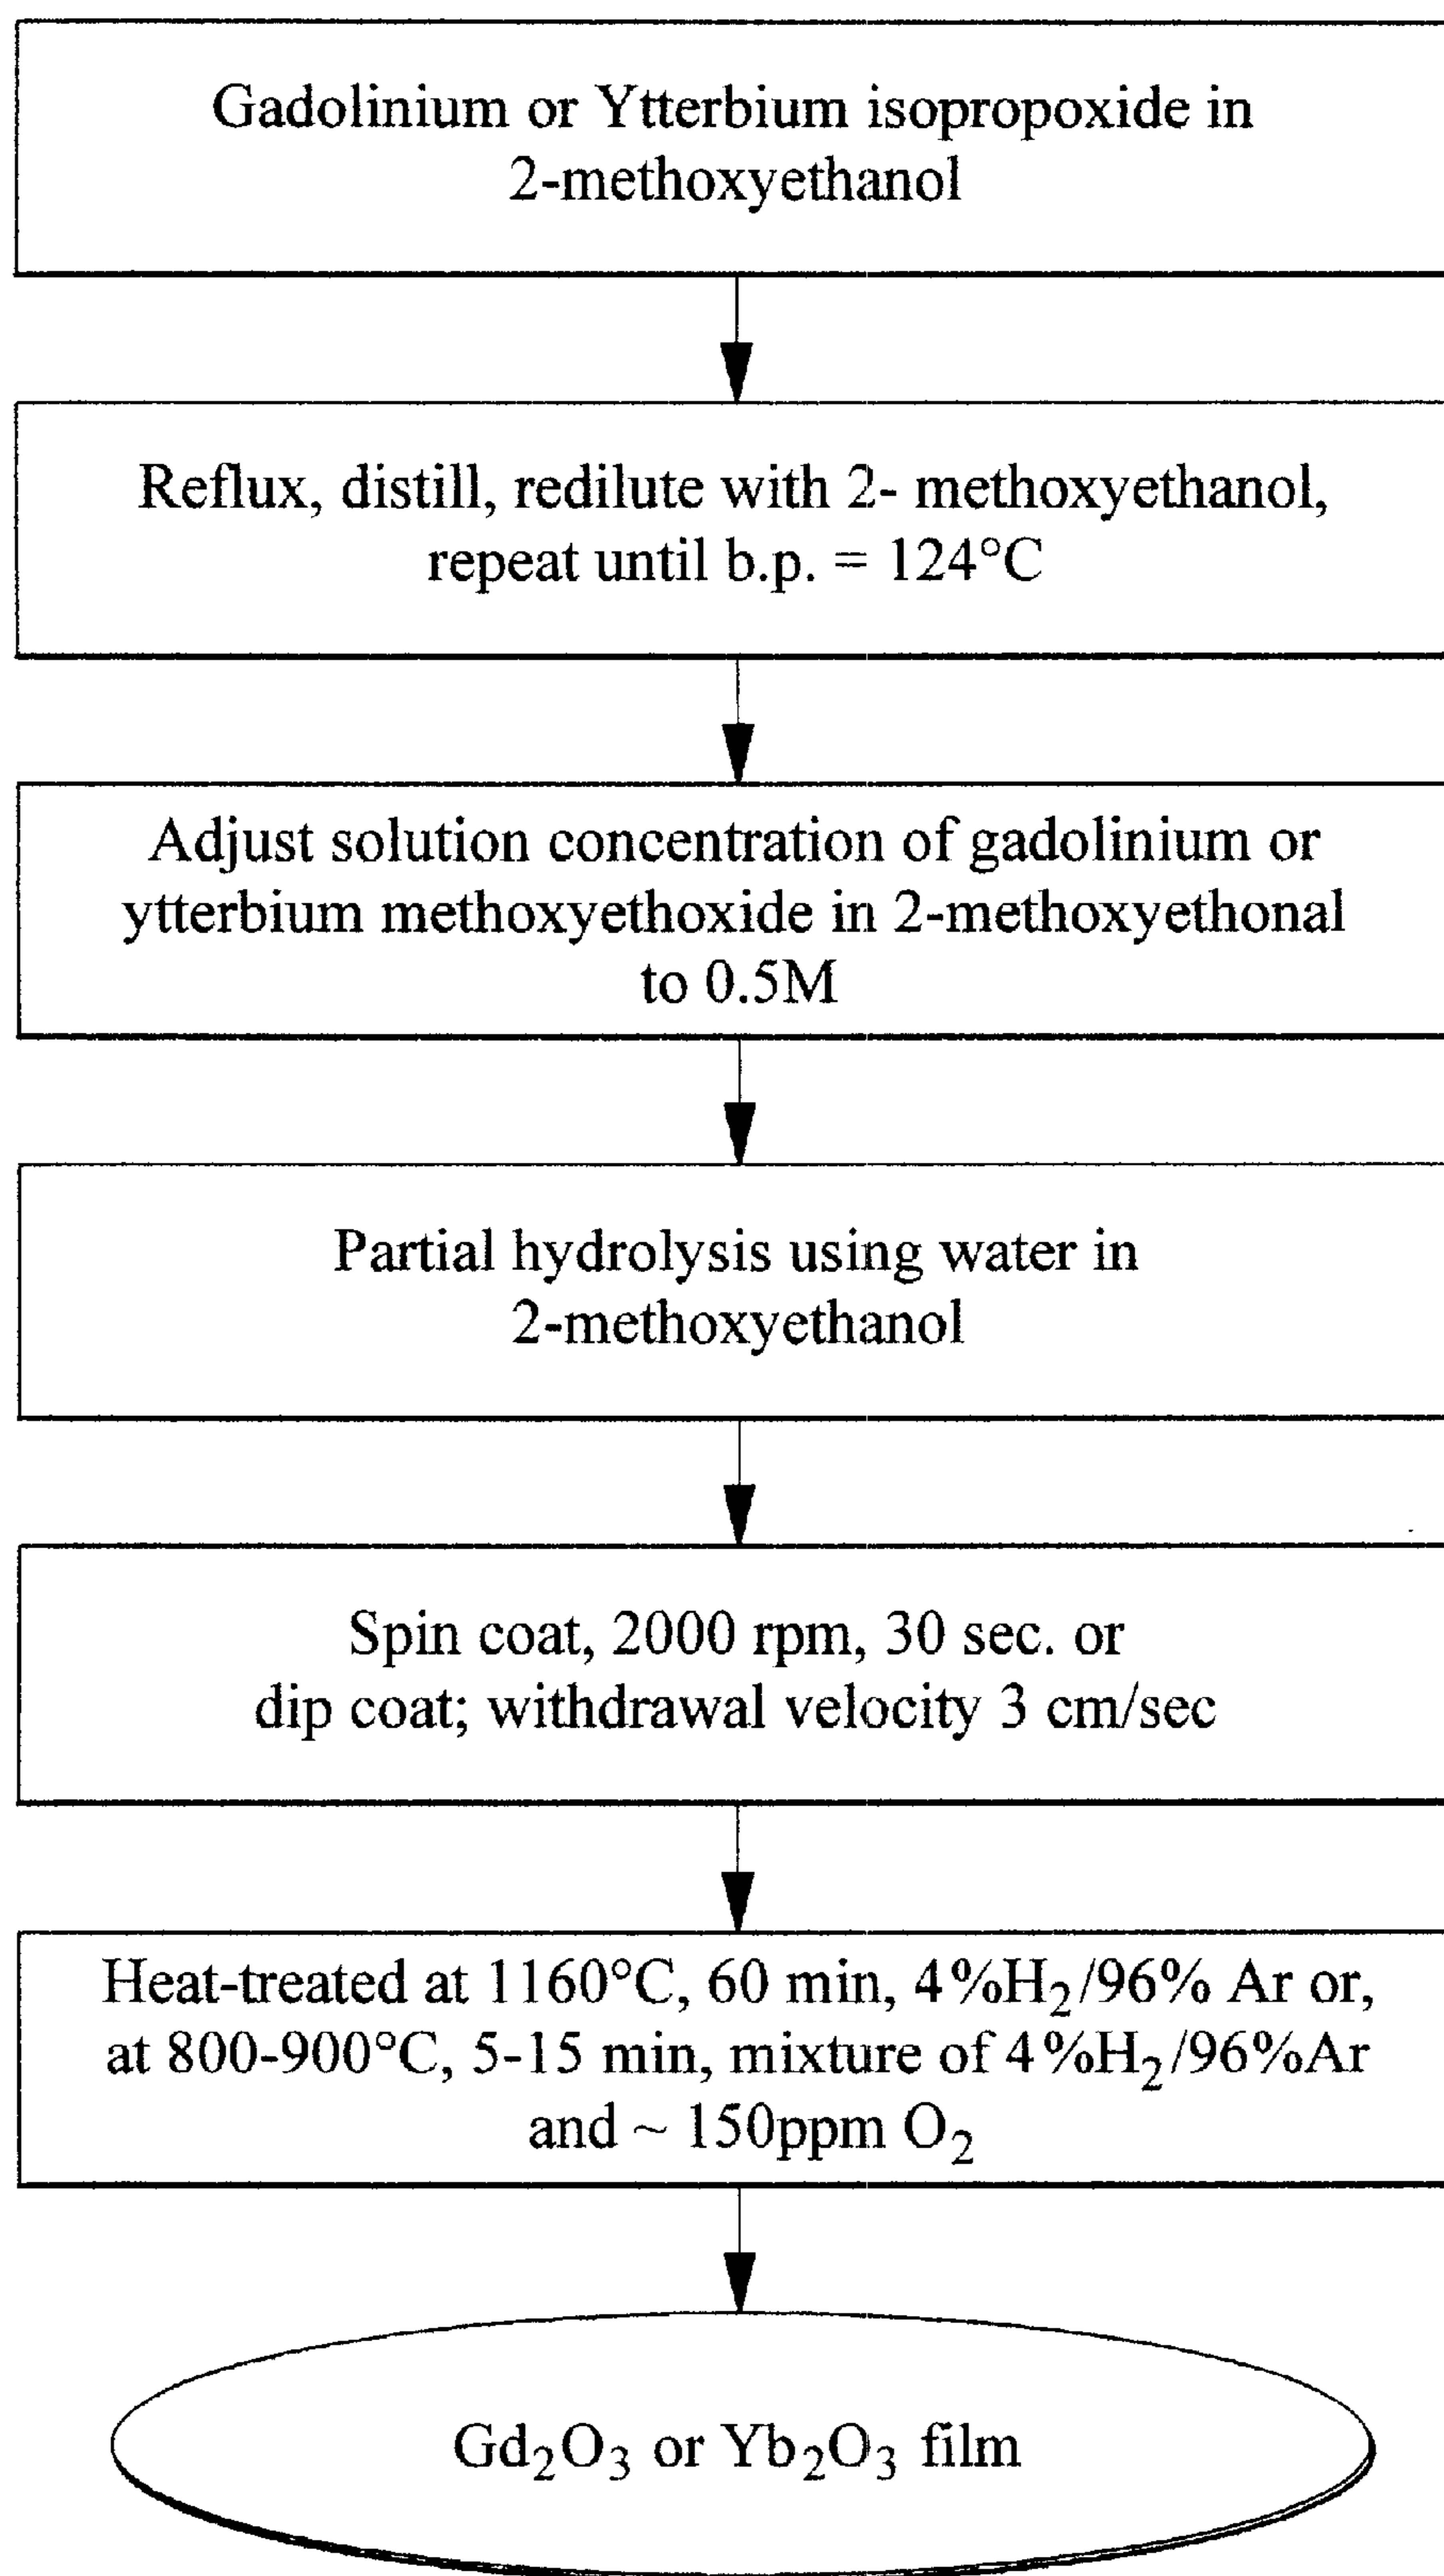 Gadolinium or Ytterbium isopropoxide in
2-methoxyethanol
Reflux, distill, redilute with 2- methoxyethanol,
repeat until b.p. = 124°C
Adjust solution concentration of gadolinium or
ytterbium methoxyethoxide in 2-methoxyethonal
to 0.5M
Partial hydrolysis using water in
2-methoxyethanol
Spin coat, 2000 rpm, 30 sec. or
dip coat; withdrawal velocity 3 cm/sec
Heat-treated at 1160°C, 60 min, 4%H₂/96% Ar or,
at 800-900°C, 5-15 min, mixture of 4%H₂/96%Ar
and ~ 150ppm O₂
Gd₂O₃ or Yb₂O₃ film